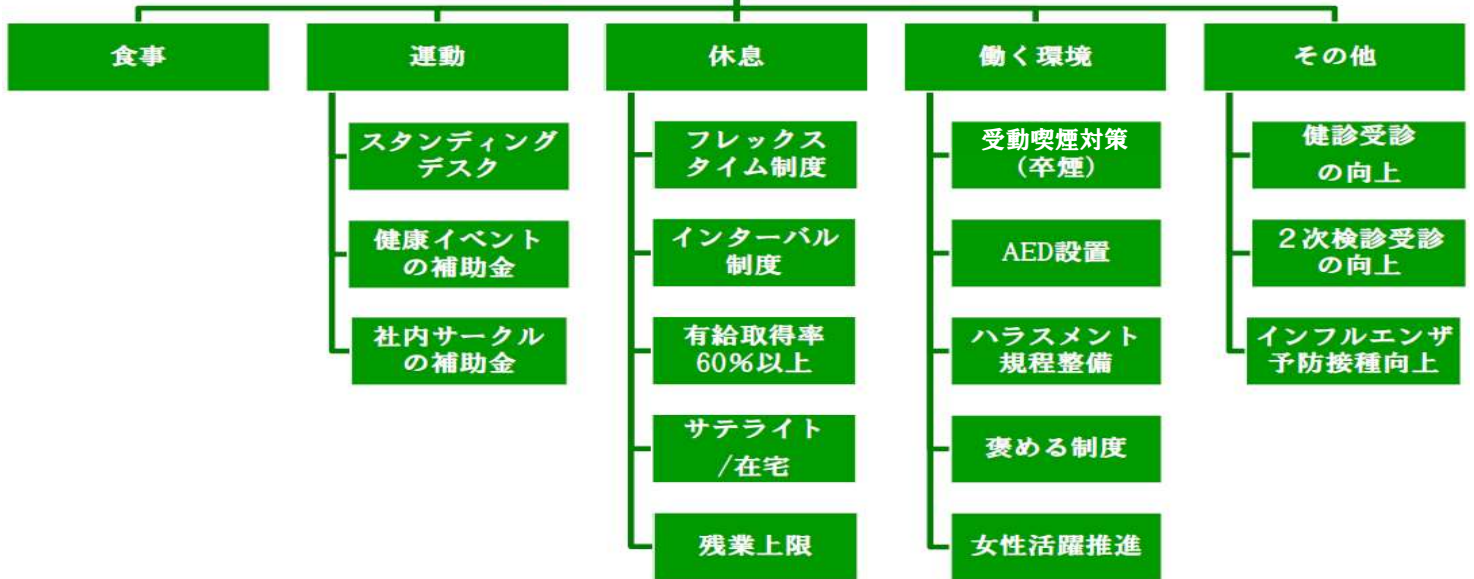 食事
運動
スタンディング
デスク
健康イベント
の補助金
社内サークル
の補助金
休息
フレックス
タイム制度
インターバル
制度
有給取得率
60%以上
サテライト
/在宅
残業上限
働く環境
受動喫煙対策
(卒煙)
AED設置
ハラスメント
規程整備
褒める制度
女性活躍推進
その他
健診受診
の向上
2次検診受診
の向上
インフルエンザ
予防接種向上